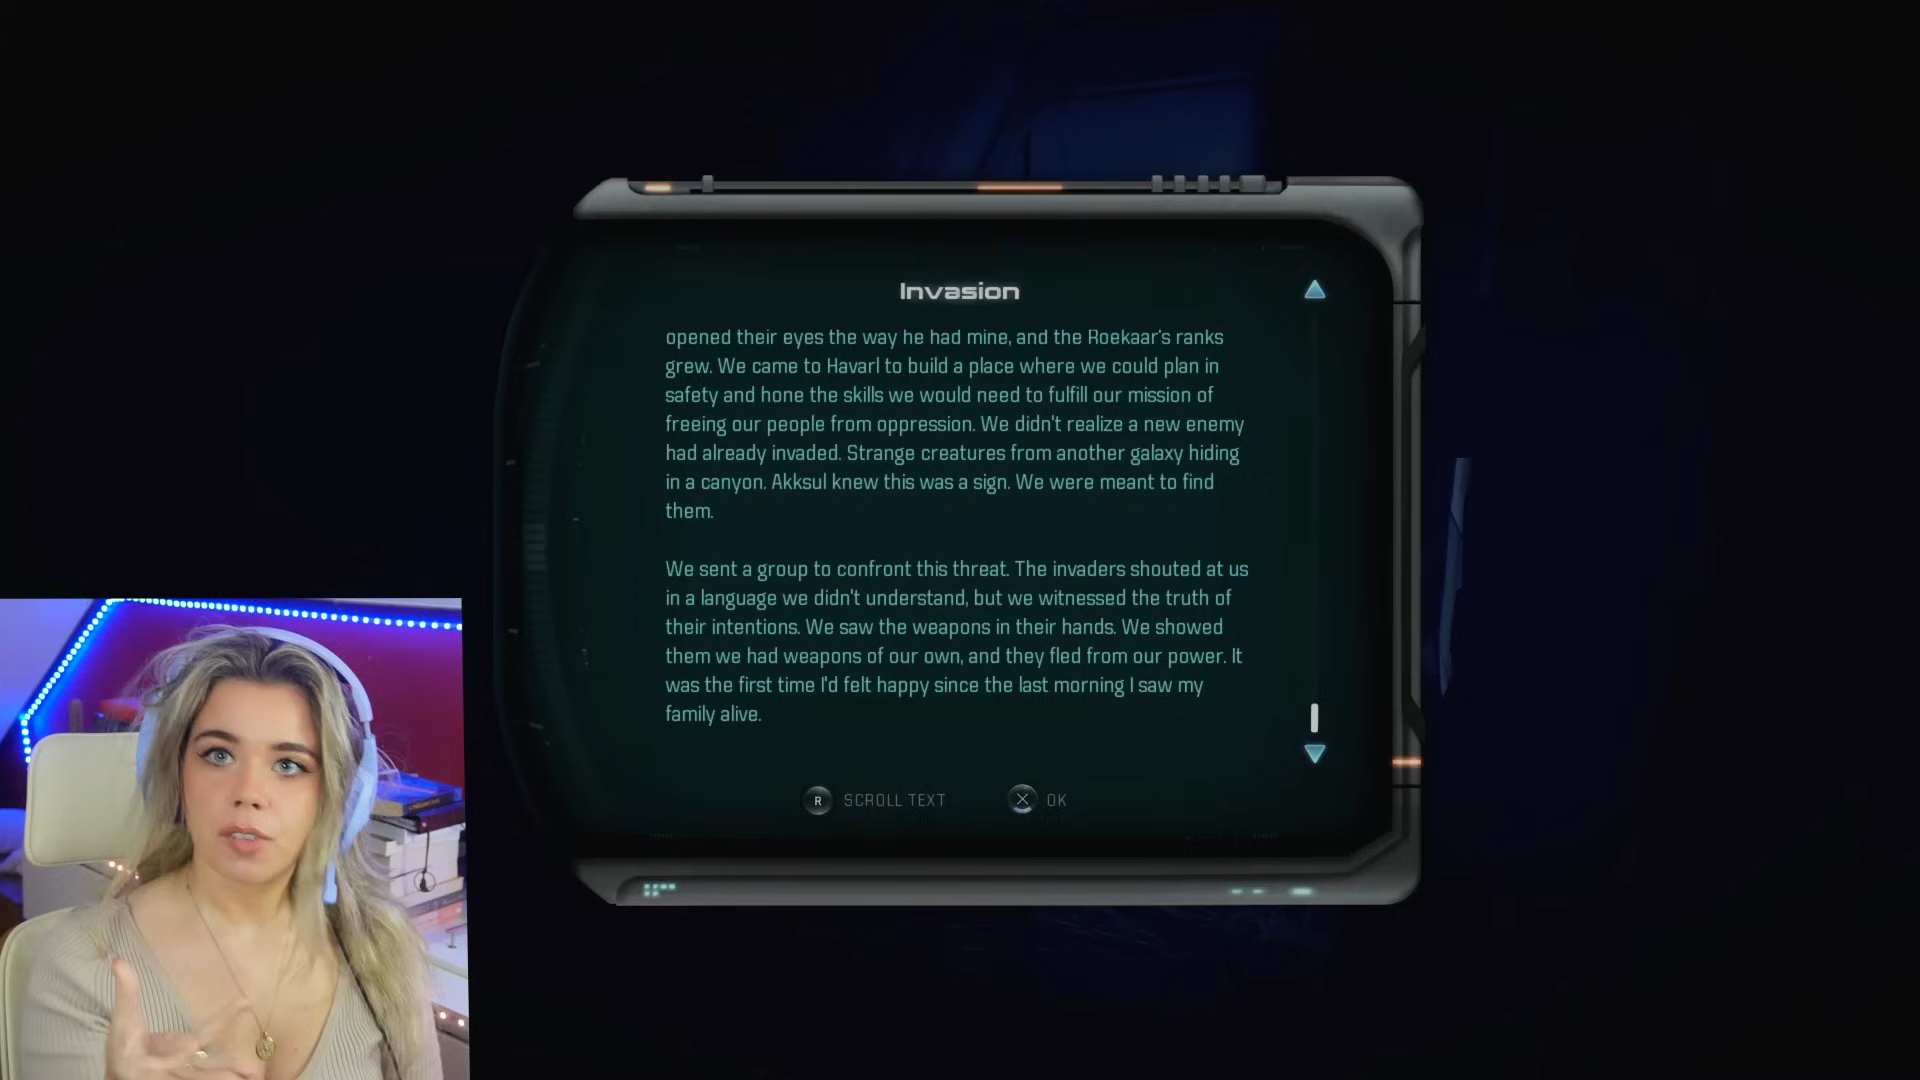 Invasion
opened their eyes the way he had mine, and the Roekaar's ranks
grew. We came to Havarl to build a place where we could plan in
safety and hone the skills we would need to fulfill our mission of
freeing our people from oppression. We didn't realize a new enemy
had already invaded. Strange creatures from another galaxy hiding
in a canyon. Akksul knew this was a sign. We were meant to find
them.
We sent a group to confront this threat. The invaders shouted at us
in a language we didn't understand, but we witnessed the truth of
their intentions. We saw the weapons in their hands. We showed
them we had weapons of our own, and they fled from our power. It
was the first time I'd felt happy since the last morning I saw my
family alive.
R SCROLL TEXT OK